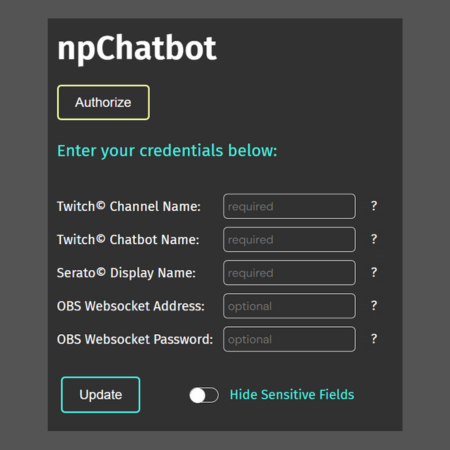 npChatbot
Authorize
Enter your credentials below:
Twitch© Channel Name: required ?
Twitch© Chatbot Name: required ?
Serato© Display Name: required ?
OBS Websocket Address: optional ?
OBS Websocket Password: optional ?
Update Hide Sensitive Fields